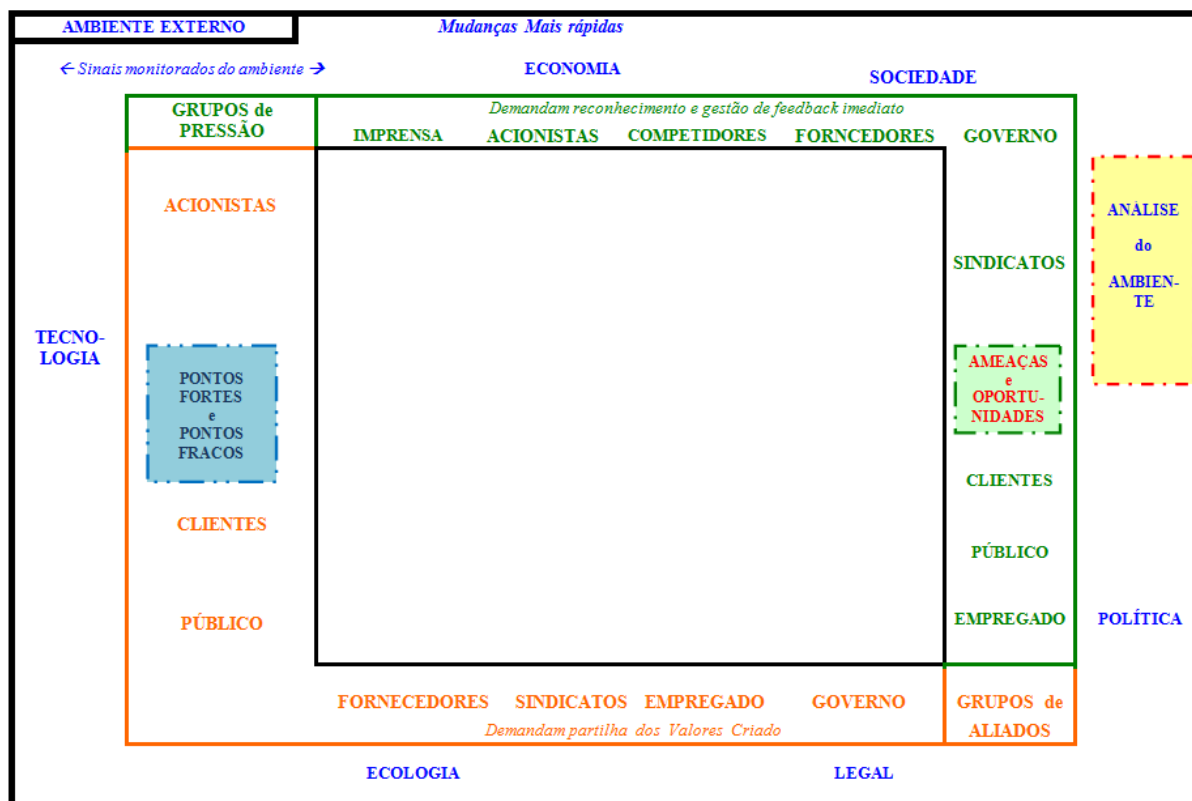 AMBIENTE EXTERNO
Mudanças Mais rápidas
← Sinais monitorados do ambiente →
ECONOMIA
SOCIEDADE
GRUPOS de
PRESSÃO
Demandam reconhecimento e gestão de feedback imediato
IMPRENSA
ACIONISTAS
COMPETIDORES
FORNCEDORES
GOVERNO
ACIONISTAS
SINDICATOS
ANÁLISE
do
AMBIEN-
TE
TECNO-
LOGIA
PONTOS
FORTES
e
PONTOS
FRACOS
AMEAÇAS
e
OPORTU-
NIDADES
CLIENTES
CLIENTES
PÚBLICO
PÚBLICO
EMPREGADO
POLÍTICA
FORNECEDORES
SINDICATOS
EMPREGADO
GOVERNO
Demandam partilha dos Valores Criado
GRUPOS de
ALIADOS
ECOLOGIA
LEGAL